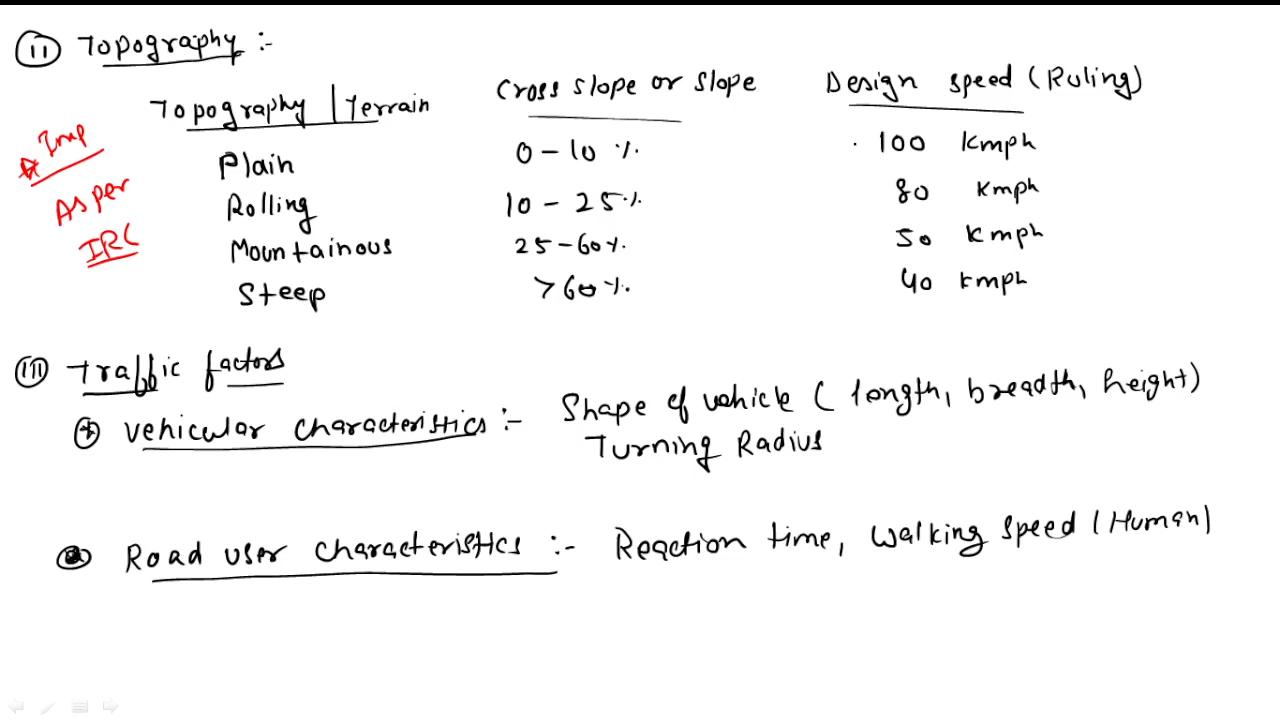 (ii) Topography :-
Topography | Terrain Cross slope or slope Design speed (Ruling)
Imp
As per
IRC
Plain 0 - 10 % 100 Kmph
Rolling 10 - 25 % 80 Kmph
Mountainous 25 - 60 % 50 Kmph
Steep > 60 % 40 kmph
(iii) Traffic factors
vehicular characteristics :- Shape of vehicle ( length, breadth, height)
Turning Radius
Road user characteristics :- Reaction time, walking speed (Human)